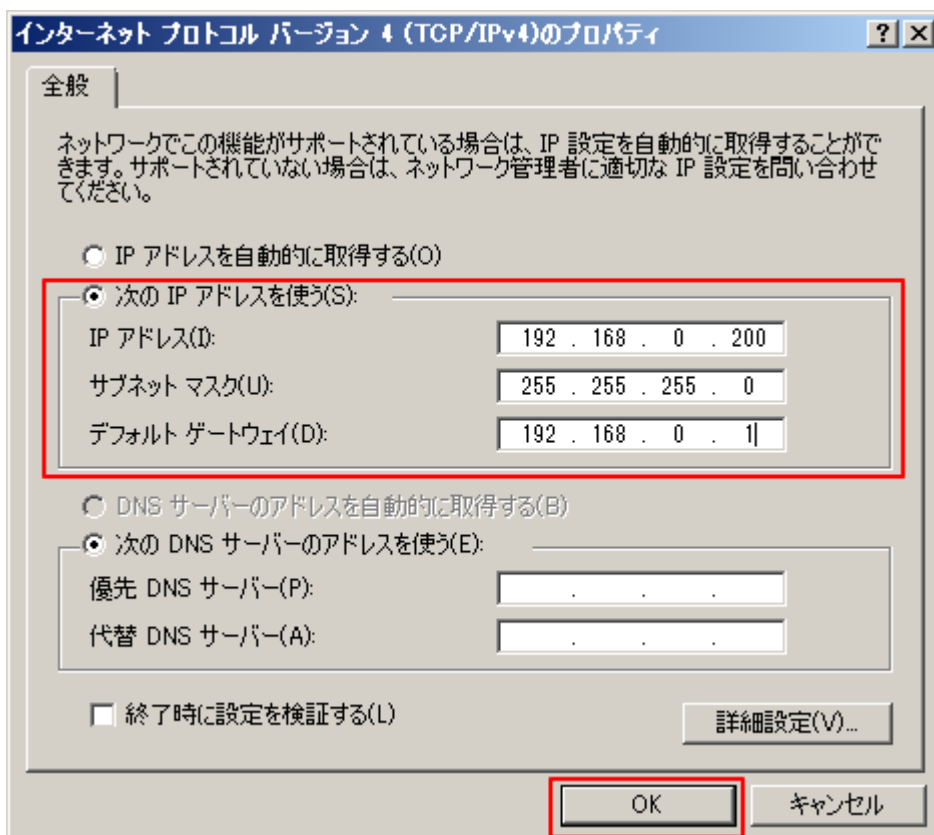 インターネット プロトコル バージョン 4 (TCP/IPv4)のプロパティ
全般
ネットワークでこの機能がサポートされている場合は、IP 設定を自動的に取得することがで
きます。サポートされていない場合は、ネットワーク管理者に適切な IP 設定を問い合わせ
てください。
IP アドレスを自動的に取得する(O)
次の IP アドレスを使う(S):
IP アドレス(I): 192 . 168 . 0 . 200
サブネット マスク(U): 255 . 255 . 255 . 0
デフォルト ゲートウェイ(D): 192 . 168 . 0 . 1
DNS サーバーのアドレスを自動的に取得する(B)
次の DNS サーバーのアドレスを使う(E):
優先 DNS サーバー(P): . . .
代替 DNS サーバー(A): . . .
終了時に設定を検証する(L)
詳細設定(V)...
OK キャンセル